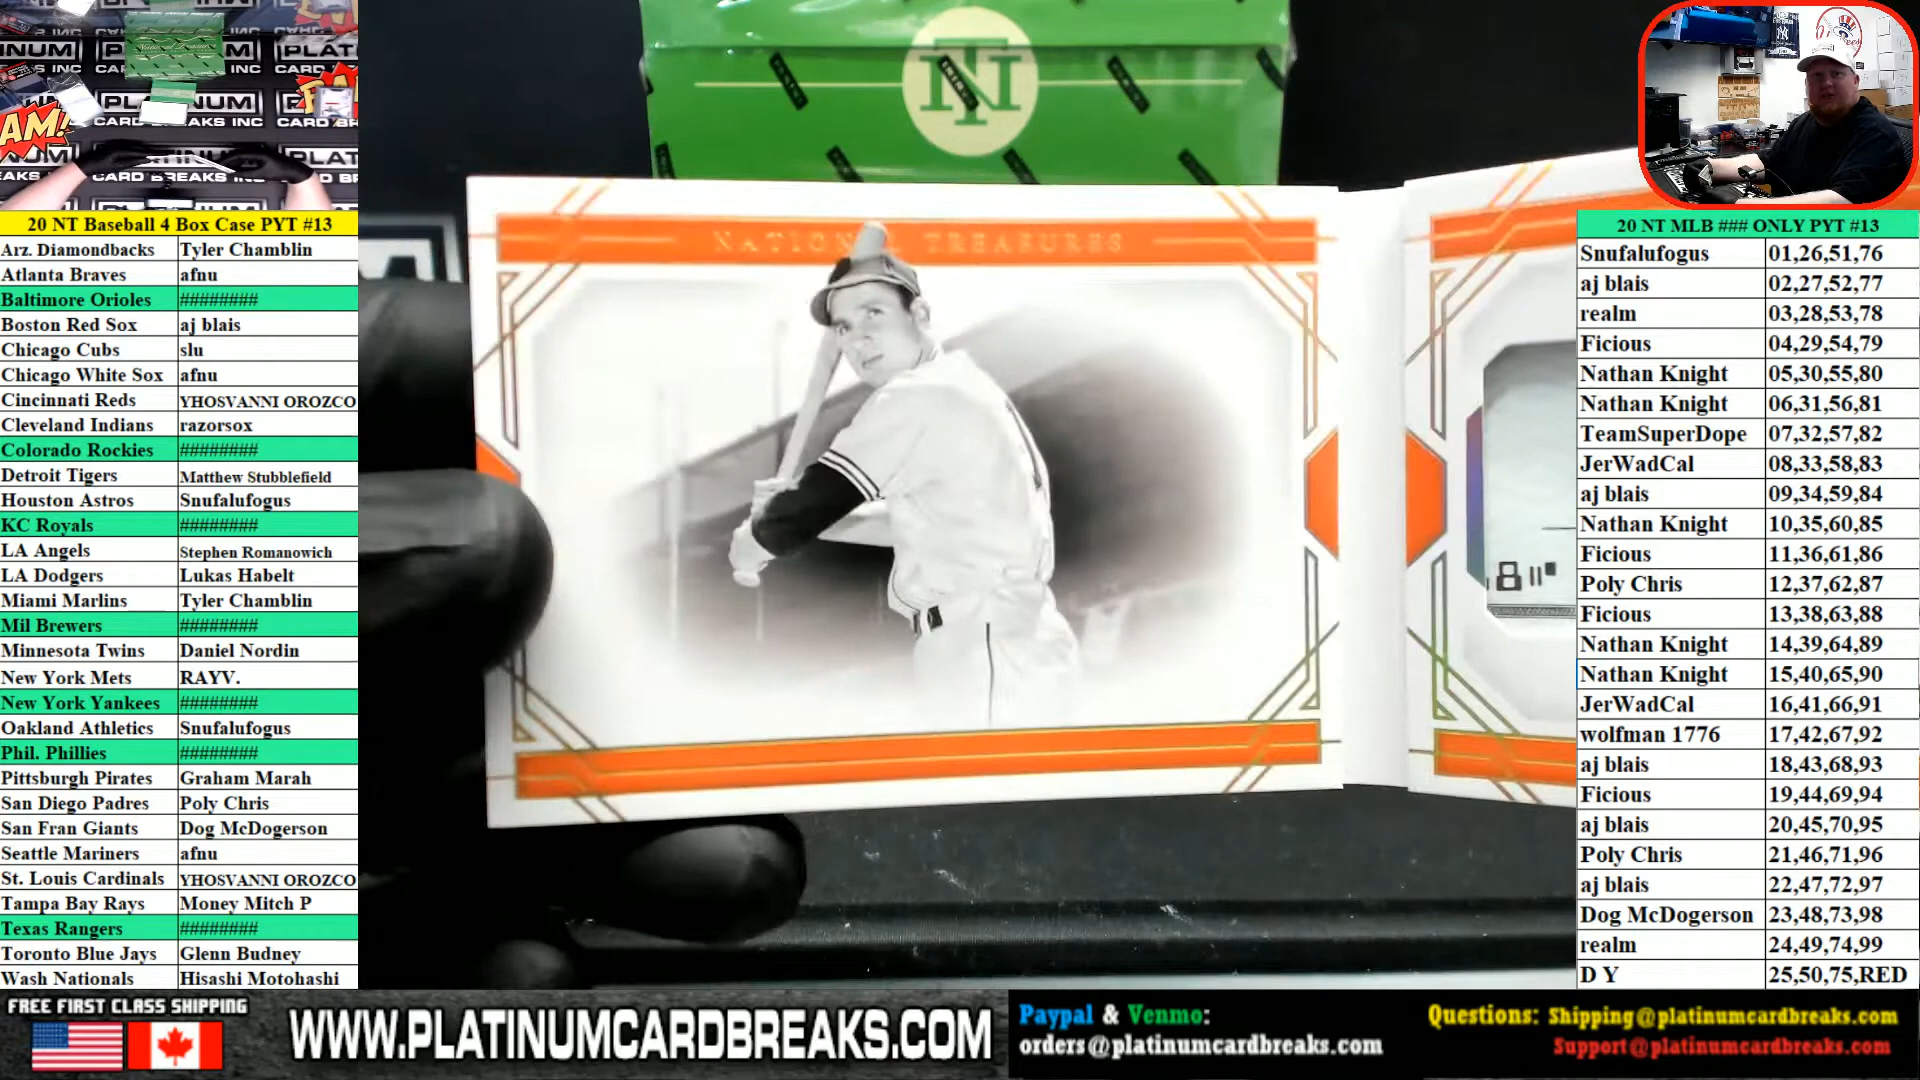 PLATINUM
CARD BREAKS INC
NT
NATIONAL TREASURES
20 NT Baseball 4 Box Case PYT #13
Arz. Diamondbacks Tyler Chamblin
Atlanta Braves afnu
Baltimore Orioles ########
Boston Red Sox aj blais
Chicago Cubs slu
Chicago White Sox afnu
Cincinnati Reds YHOSVANNI OROZCO
Cleveland Indians razorsox
Colorado Rockies ########
Detroit Tigers Matthew Stubblefield
Houston Astros Snufalufogus
KC Royals ########
LA Angels Stephen Romanowich
LA Dodgers Lukas Habelt
Miami Marlins Tyler Chamblin
Mil Brewers ########
Minnesota Twins Daniel Nordin
New York Mets RAYV.
New York Yankees ########
Oakland Athletics Snufalufogus
Phil. Phillies ########
Pittsburgh Pirates Graham Marah
San Diego Padres Poly Chris
San Fran Giants Dog McDogerson
Seattle Mariners afnu
St. Louis Cardinals YHOSVANNI OROZCO
Tampa Bay Rays Money Mitch P
Texas Rangers ########
Toronto Blue Jays Glenn Budney
Wash Nationals Hisashi Motohashi
20 NT MLB ### ONLY PYT #13
Snufalufogus 01,26,51,76
aj blais 02,27,52,77
realm 03,28,53,78
Ficious 04,29,54,79
Nathan Knight 05,30,55,80
Nathan Knight 06,31,56,81
TeamSuperDope 07,32,57,82
JerWadCal 08,33,58,83
aj blais 09,34,59,84
Nathan Knight 10,35,60,85
Ficious 11,36,61,86
Poly Chris 12,37,62,87
Ficious 13,38,63,88
Nathan Knight 14,39,64,89
Nathan Knight 15,40,65,90
JerWadCal 16,41,66,91
wolfman 1776 17,42,67,92
aj blais 18,43,68,93
Ficious 19,44,69,94
aj blais 20,45,70,95
Poly Chris 21,46,71,96
aj blais 22,47,72,97
Dog McDogerson 23,48,73,98
realm 24,49,74,99
D Y 25,50,75,RED
FREE FIRST CLASS SHIPPING
WWW.PLATINUMCARDBREAKS.COM
Paypal & Venmo:
orders@platinumcardbreaks.com
Questions: Shipping@platinumcardbreaks.com
Support@platinumcardbreaks.com